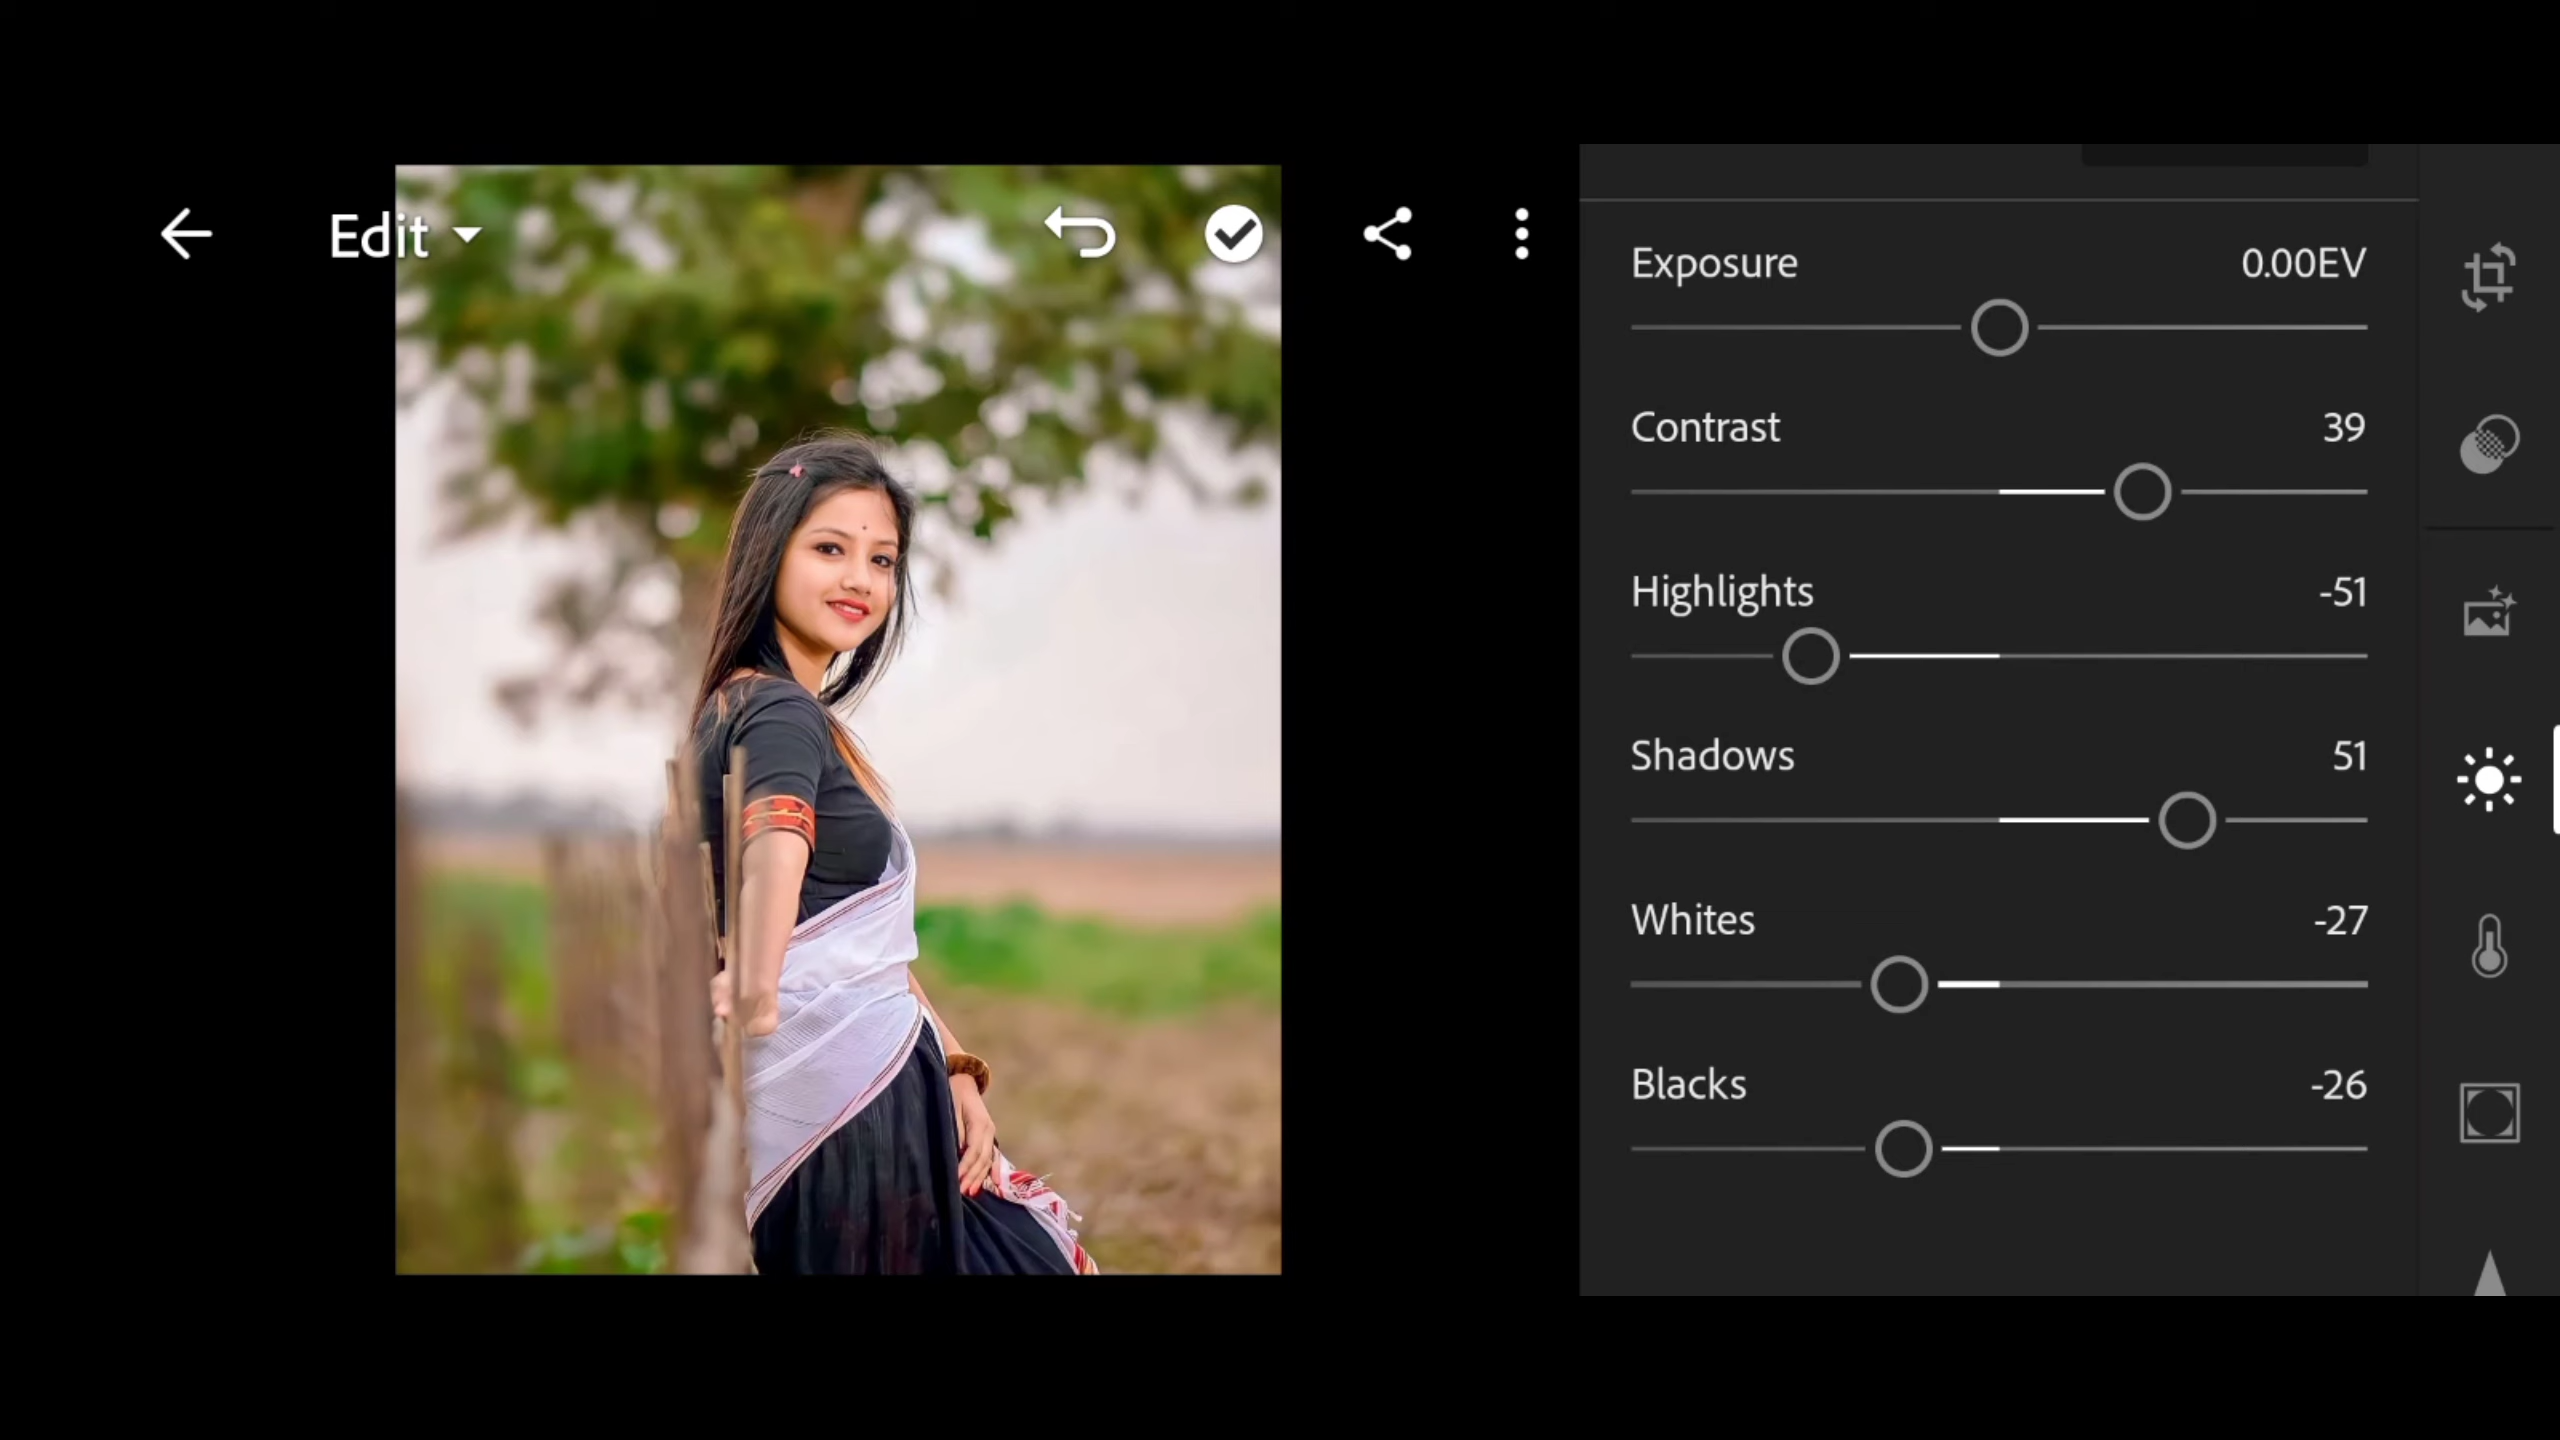 Edit
Exposure 0.00EV
Contrast 39
Highlights -51
Shadows 51
Whites -27
Blacks -26